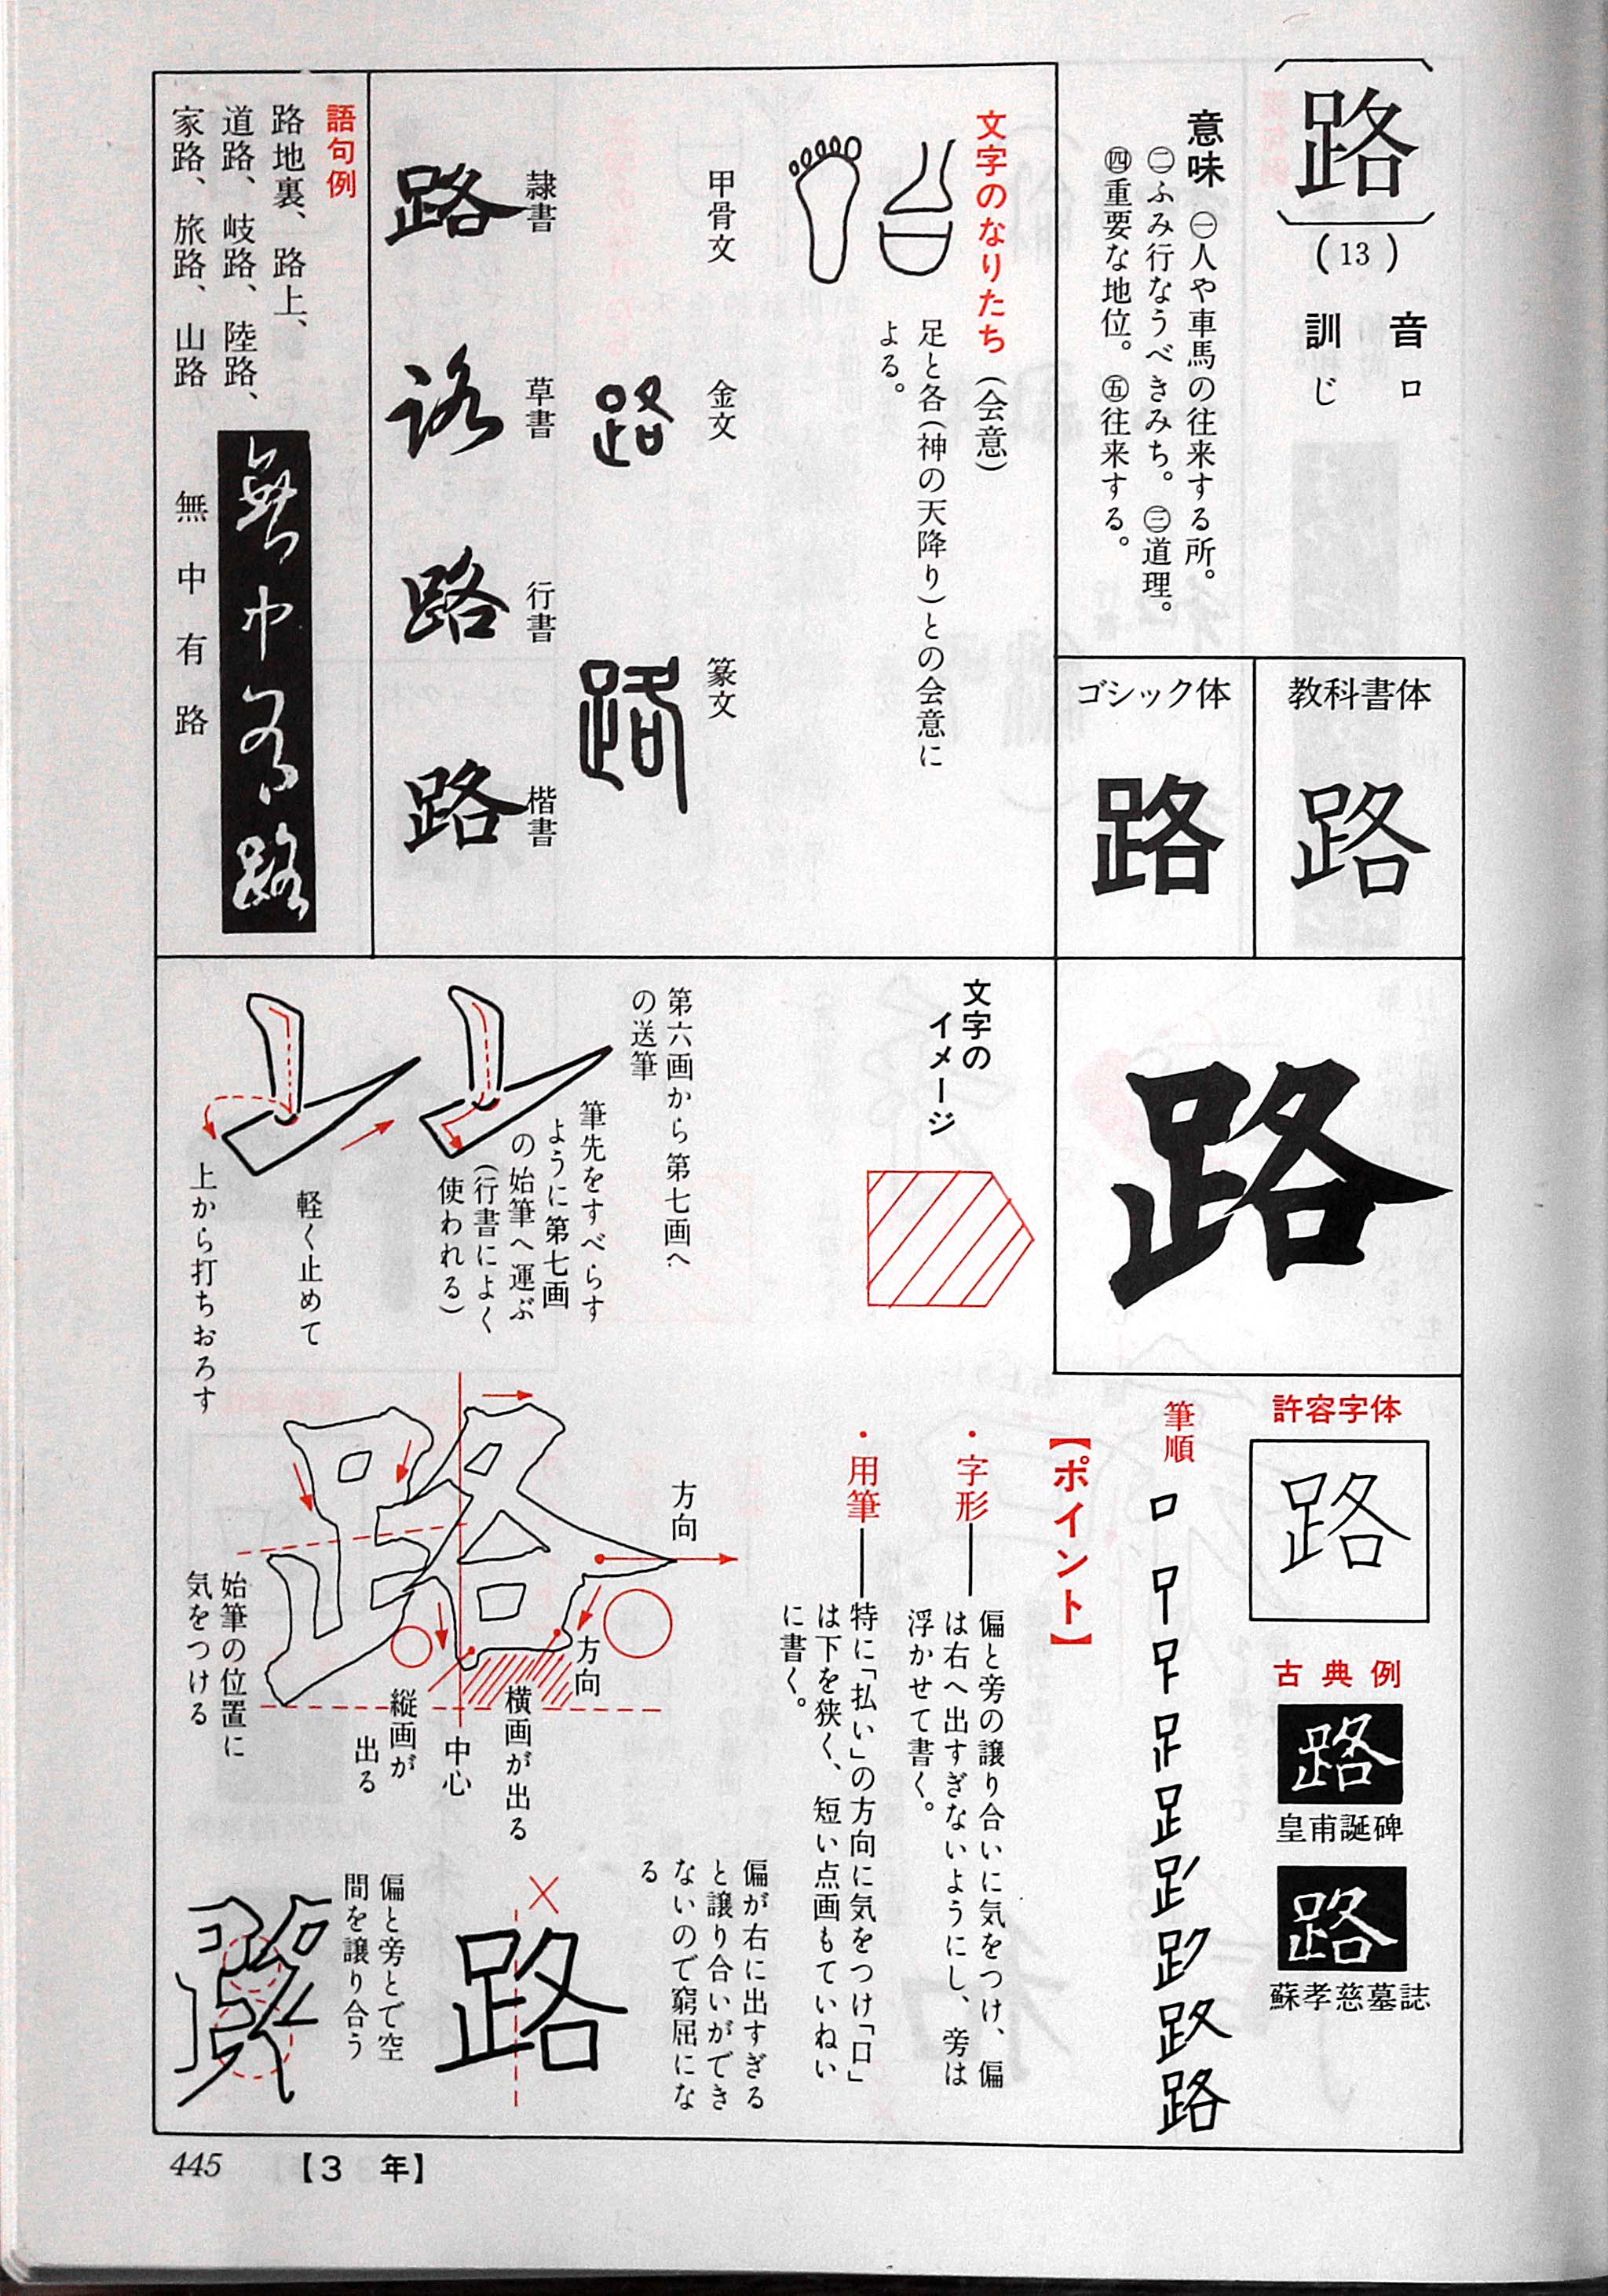 路
(13)
音 ロ
訓 じ
意味 ㊀人や車馬の往来する所。
㊁ふみ行なうべきみち。㊂道理。
㊃重要な地位。㊄往来する。
教科書体
路
ゴシック体
路
文字のなりたち(会意)
足と各(神の天降り)との会意に
よる。
甲骨文
金文
路
篆文
路
隷書
路
草書
路
行書
路
楷書
路
語句例
路地裏、路上、
道路、岐路、陸路、
家路、旅路、山路
無中有路
無中有路
路
許容字体
路
古典例
路
皇甫誕碑
路
蘇孝慈墓誌
筆順
路
【ポイント】
・字形―偏と旁の譲り合いに気をつけ、偏
は右へ出すぎないようにし、旁は
浮かせて書く。
・用筆―特に「払い」の方向に気をつけ「口」
は下を狭く、短い点画もていねい
に書く。
文字の
イメージ
第六画から第七画へ
の送筆
筆先をすべらす
ように第七画
の始筆へ運ぶ
(行書によく
使われる)
軽く止めて
上から打ちおろす
方向
方向
横画が出る
中心
縦画が
出る
始筆の位置に
気をつける
偏が右に出すぎる
と譲り合いができ
ないので窮屈にな
る
×
路
偏と旁とで空
間を譲り合う
445
【3 年】